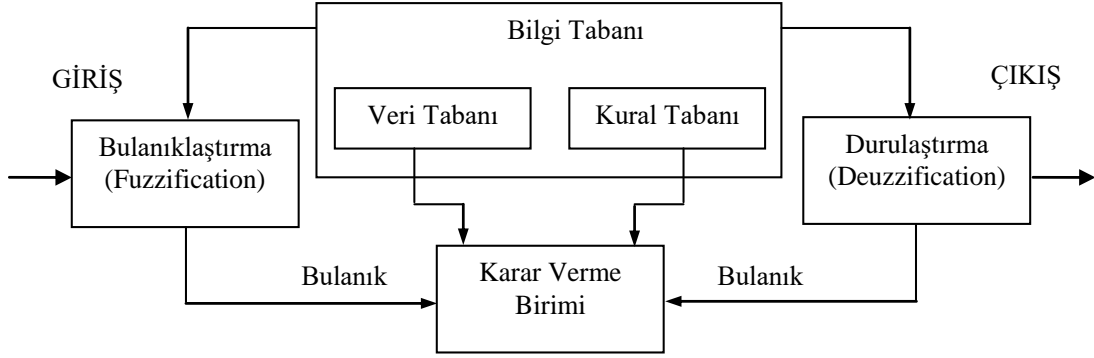 Bilgi Tabanı
GİRİŞ
ÇIKIŞ
Veri Tabanı
Kural Tabanı
Bulanıklaştırma
(Fuzzification)
Durulaştırma
(Deuzzification)
Bulanık
Karar Verme
Birimi
Bulanık